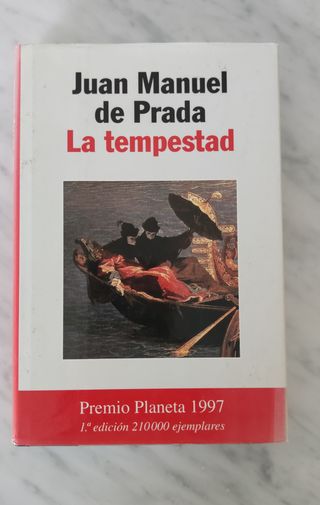 Juan Manuel
de Prada
La tempestad
Premio Planeta 1997
1.ª edición 210000 ejemplares